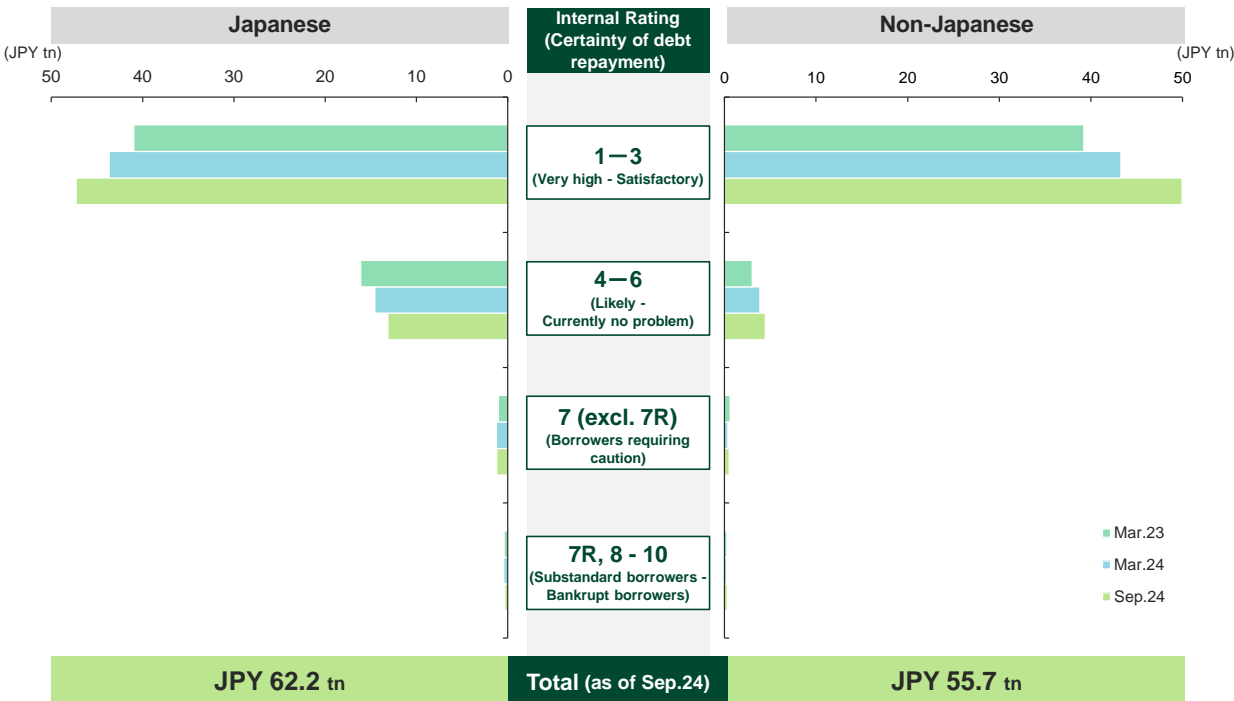 Japanese
Internal Rating
(Certainty of debt
repayment)
Non-Japanese
(JPY tn)
(JPY tn)
50 40 30 20 10 0
0 10 20 30 40 50
1－3
(Very high - Satisfactory)
4－6
(Likely -
Currently no problem)
7 (excl. 7R)
(Borrowers requiring
caution)
7R, 8 - 10
(Substandard borrowers -
Bankrupt borrowers)
Mar.23
Mar.24
Sep.24
JPY 62.2 tn
Total (as of Sep.24)
JPY 55.7 tn